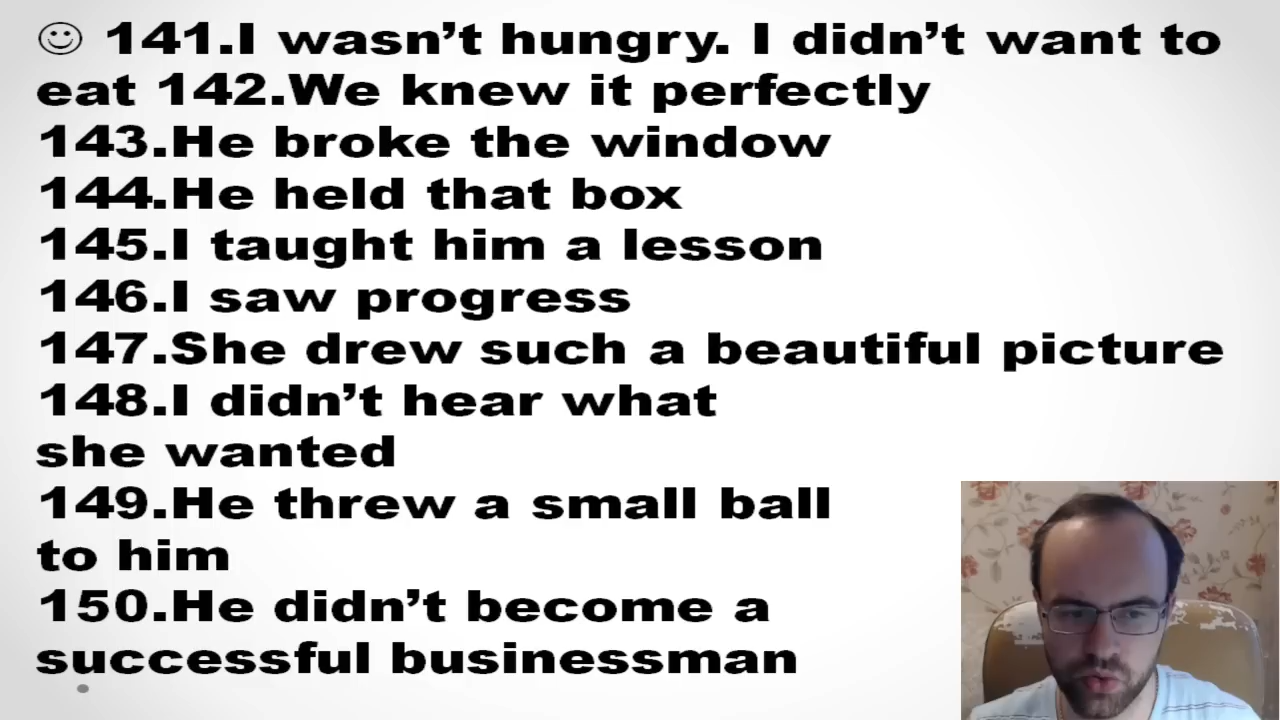 ☺ 141.I wasn’t hungry. I didn’t want to
eat 142.We knew it perfectly
143.He broke the window
144.He held that box
145.I taught him a lesson
146.I saw progress
147.She drew such a beautiful picture
148.I didn’t hear what
she wanted
149.He threw a small ball
to him
150.He didn’t become a
successful businessman